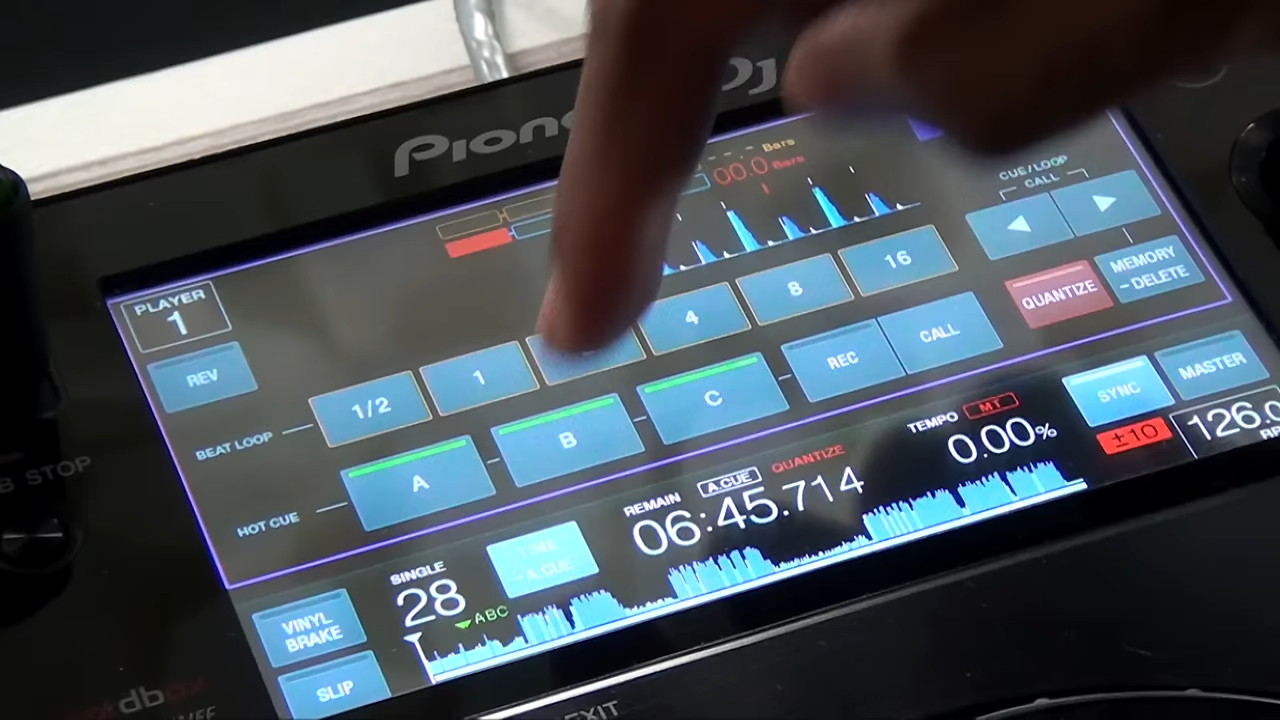 Pion DJ
Bars
00.0 Bars
CUE/LOOP
CALL
PLAYER
1
REV
BEAT LOOP
1/2
1
4
8
16
QUANTIZE
MEMORY
-DELETE
HOT CUE
A
B
C
REC
CALL
SYNC
MASTER
REMAIN
A.CUE
QUANTIZE
06:45.714
TEMPO
MT
0.00%
±10
126.0
SINGLE
28
ABC
TIME
-A.CUE
VINYL
BRAKE
SLIP
B STOP
EXIT